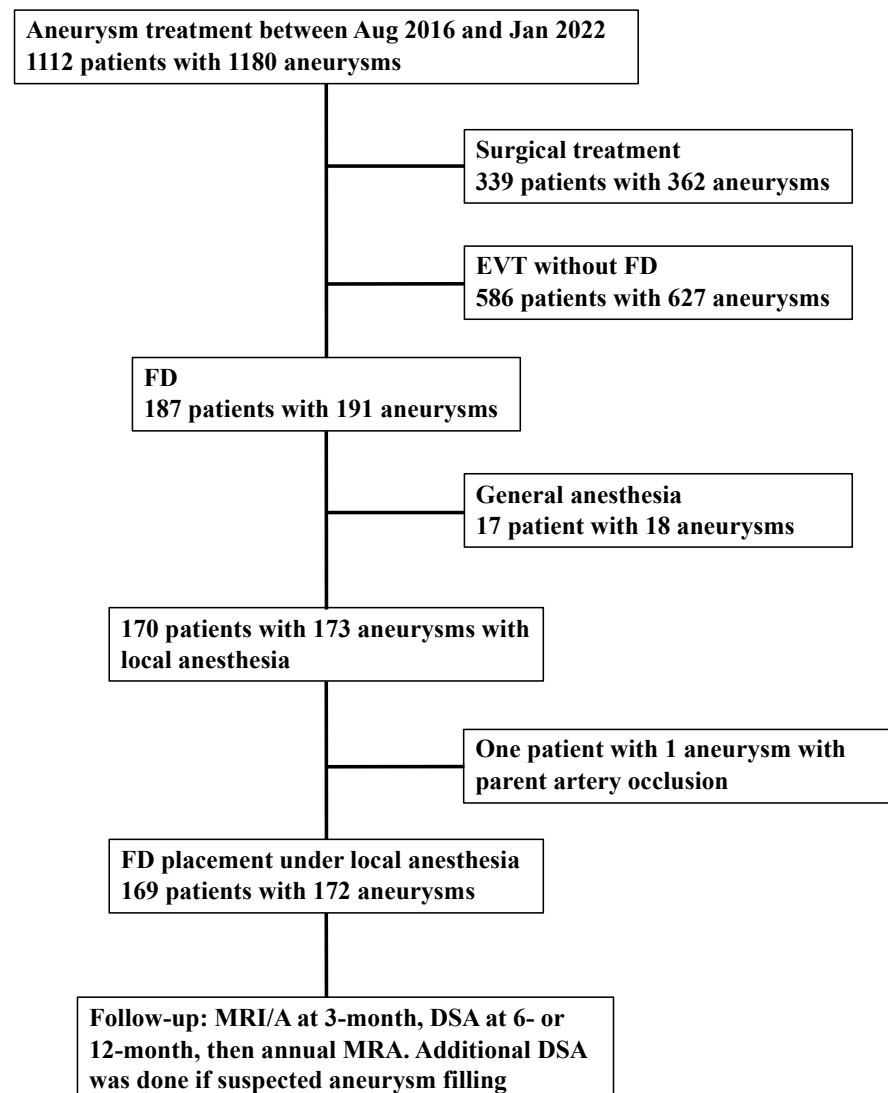 Aneurysm treatment between Aug 2016 and Jan 2022
1112 patients with 1180 aneurysms
Surgical treatment
339 patients with 362 aneurysms
EVT without FD
586 patients with 627 aneurysms
FD
187 patients with 191 aneurysms
General anesthesia
17 patient with 18 aneurysms
170 patients with 173 aneurysms with
local anesthesia
One patient with 1 aneurysm with
parent artery occlusion
FD placement under local anesthesia
169 patients with 172 aneurysms
Follow-up: MRI/A at 3-month, DSA at 6- or
12-month, then annual MRA. Additional DSA
was done if suspected aneurysm filling